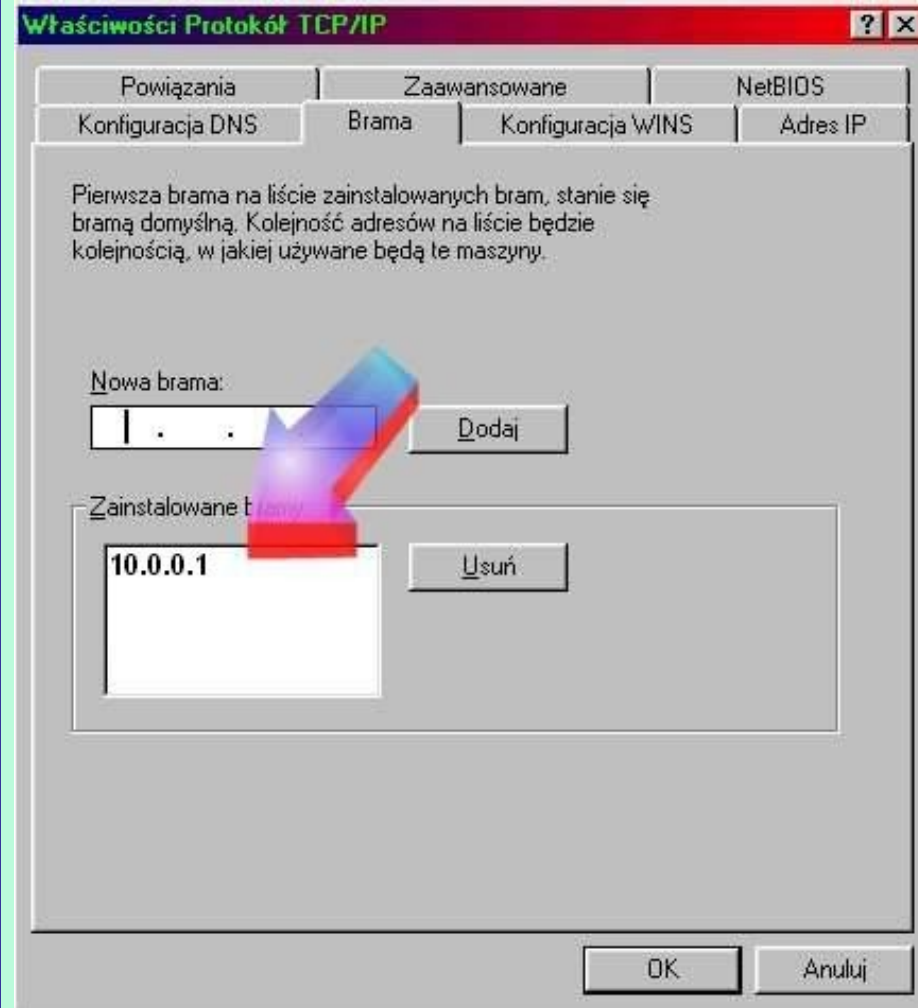 Właściwości Protokół TCP/IP
Powiązania Zaawansowane NetBIOS
Konfiguracja DNS Brama Konfiguracja WINS Adres IP
Pierwsza brama na liście zainstalowanych bram, stanie się
bramą domyślną. Kolejność adresów na liście będzie
kolejnością, w jakiej używane będą te maszyny.
Nowa brama:
Dodaj
Zainstalowane bramy
10.0.0.1
Usuń
OK Anuluj